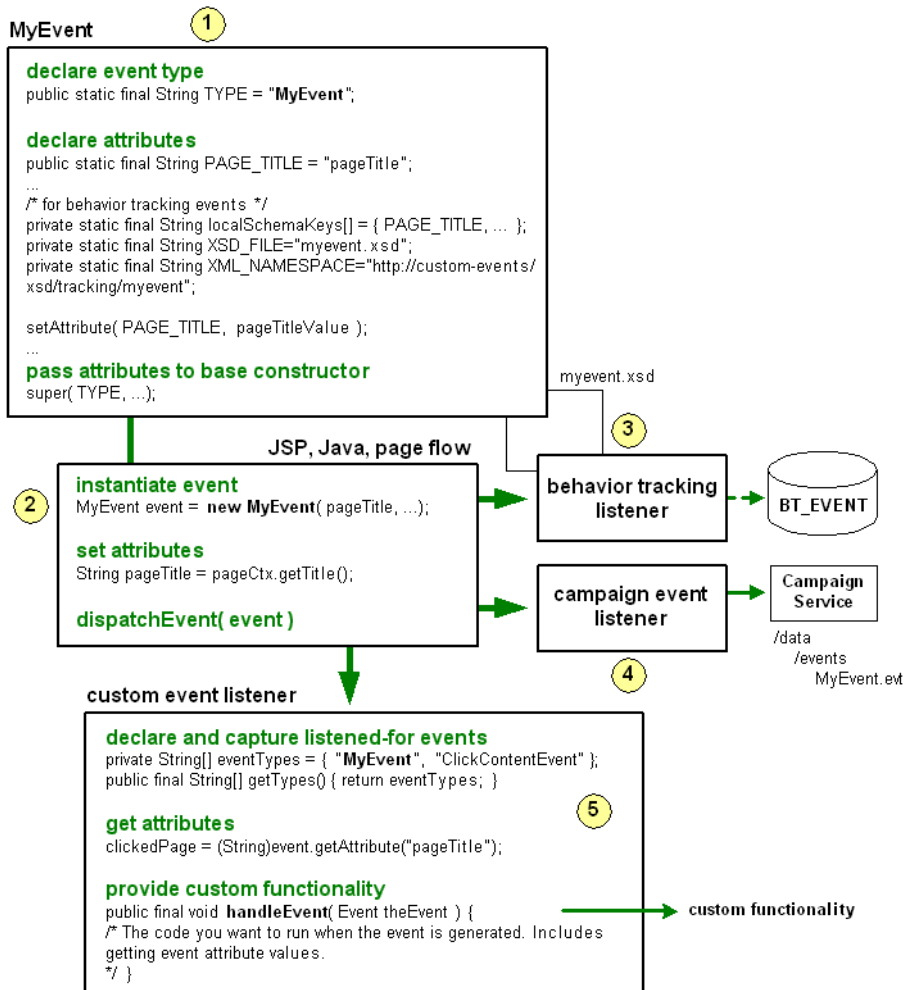 1
MyEvent
declare event type
public static final String TYPE = "MyEvent";
declare attributes
public static final String PAGE_TITLE = "pageTitle";
...
/* for behavior tracking events */
private static final String localSchemaKeys[] = { PAGE_TITLE, ... };
private static final String XSD_FILE="myevent.xsd";
private static final String XML_NAMESPACE="http://custom-events/
xsd/tracking/myevent";
setAttribute( PAGE_TITLE, pageTitleValue );
...
pass attributes to base constructor
super( TYPE, ...);
myevent.xsd
3
JSP, Java, page flow
2
instantiate event
MyEvent event = new MyEvent( pageTitle, ...);
set attributes
String pageTitle = pageCtx.getTitle();
dispatchEvent( event )
behavior tracking
listener
BT_EVENT
campaign event
listener
Campaign
Service
/data
/events
MyEvent.evt
4
custom event listener
declare and capture listened-for events
private String[] eventTypes = { "MyEvent", "ClickContentEvent" };
public final String[] getTypes() { return eventTypes; }
5
get attributes
clickedPage = (String)event.getAttribute("pageTitle");
provide custom functionality
public final void handleEvent( Event theEvent ) {
/* The code you want to run when the event is generated. Includes
getting event attribute values.
*/ }
custom functionality